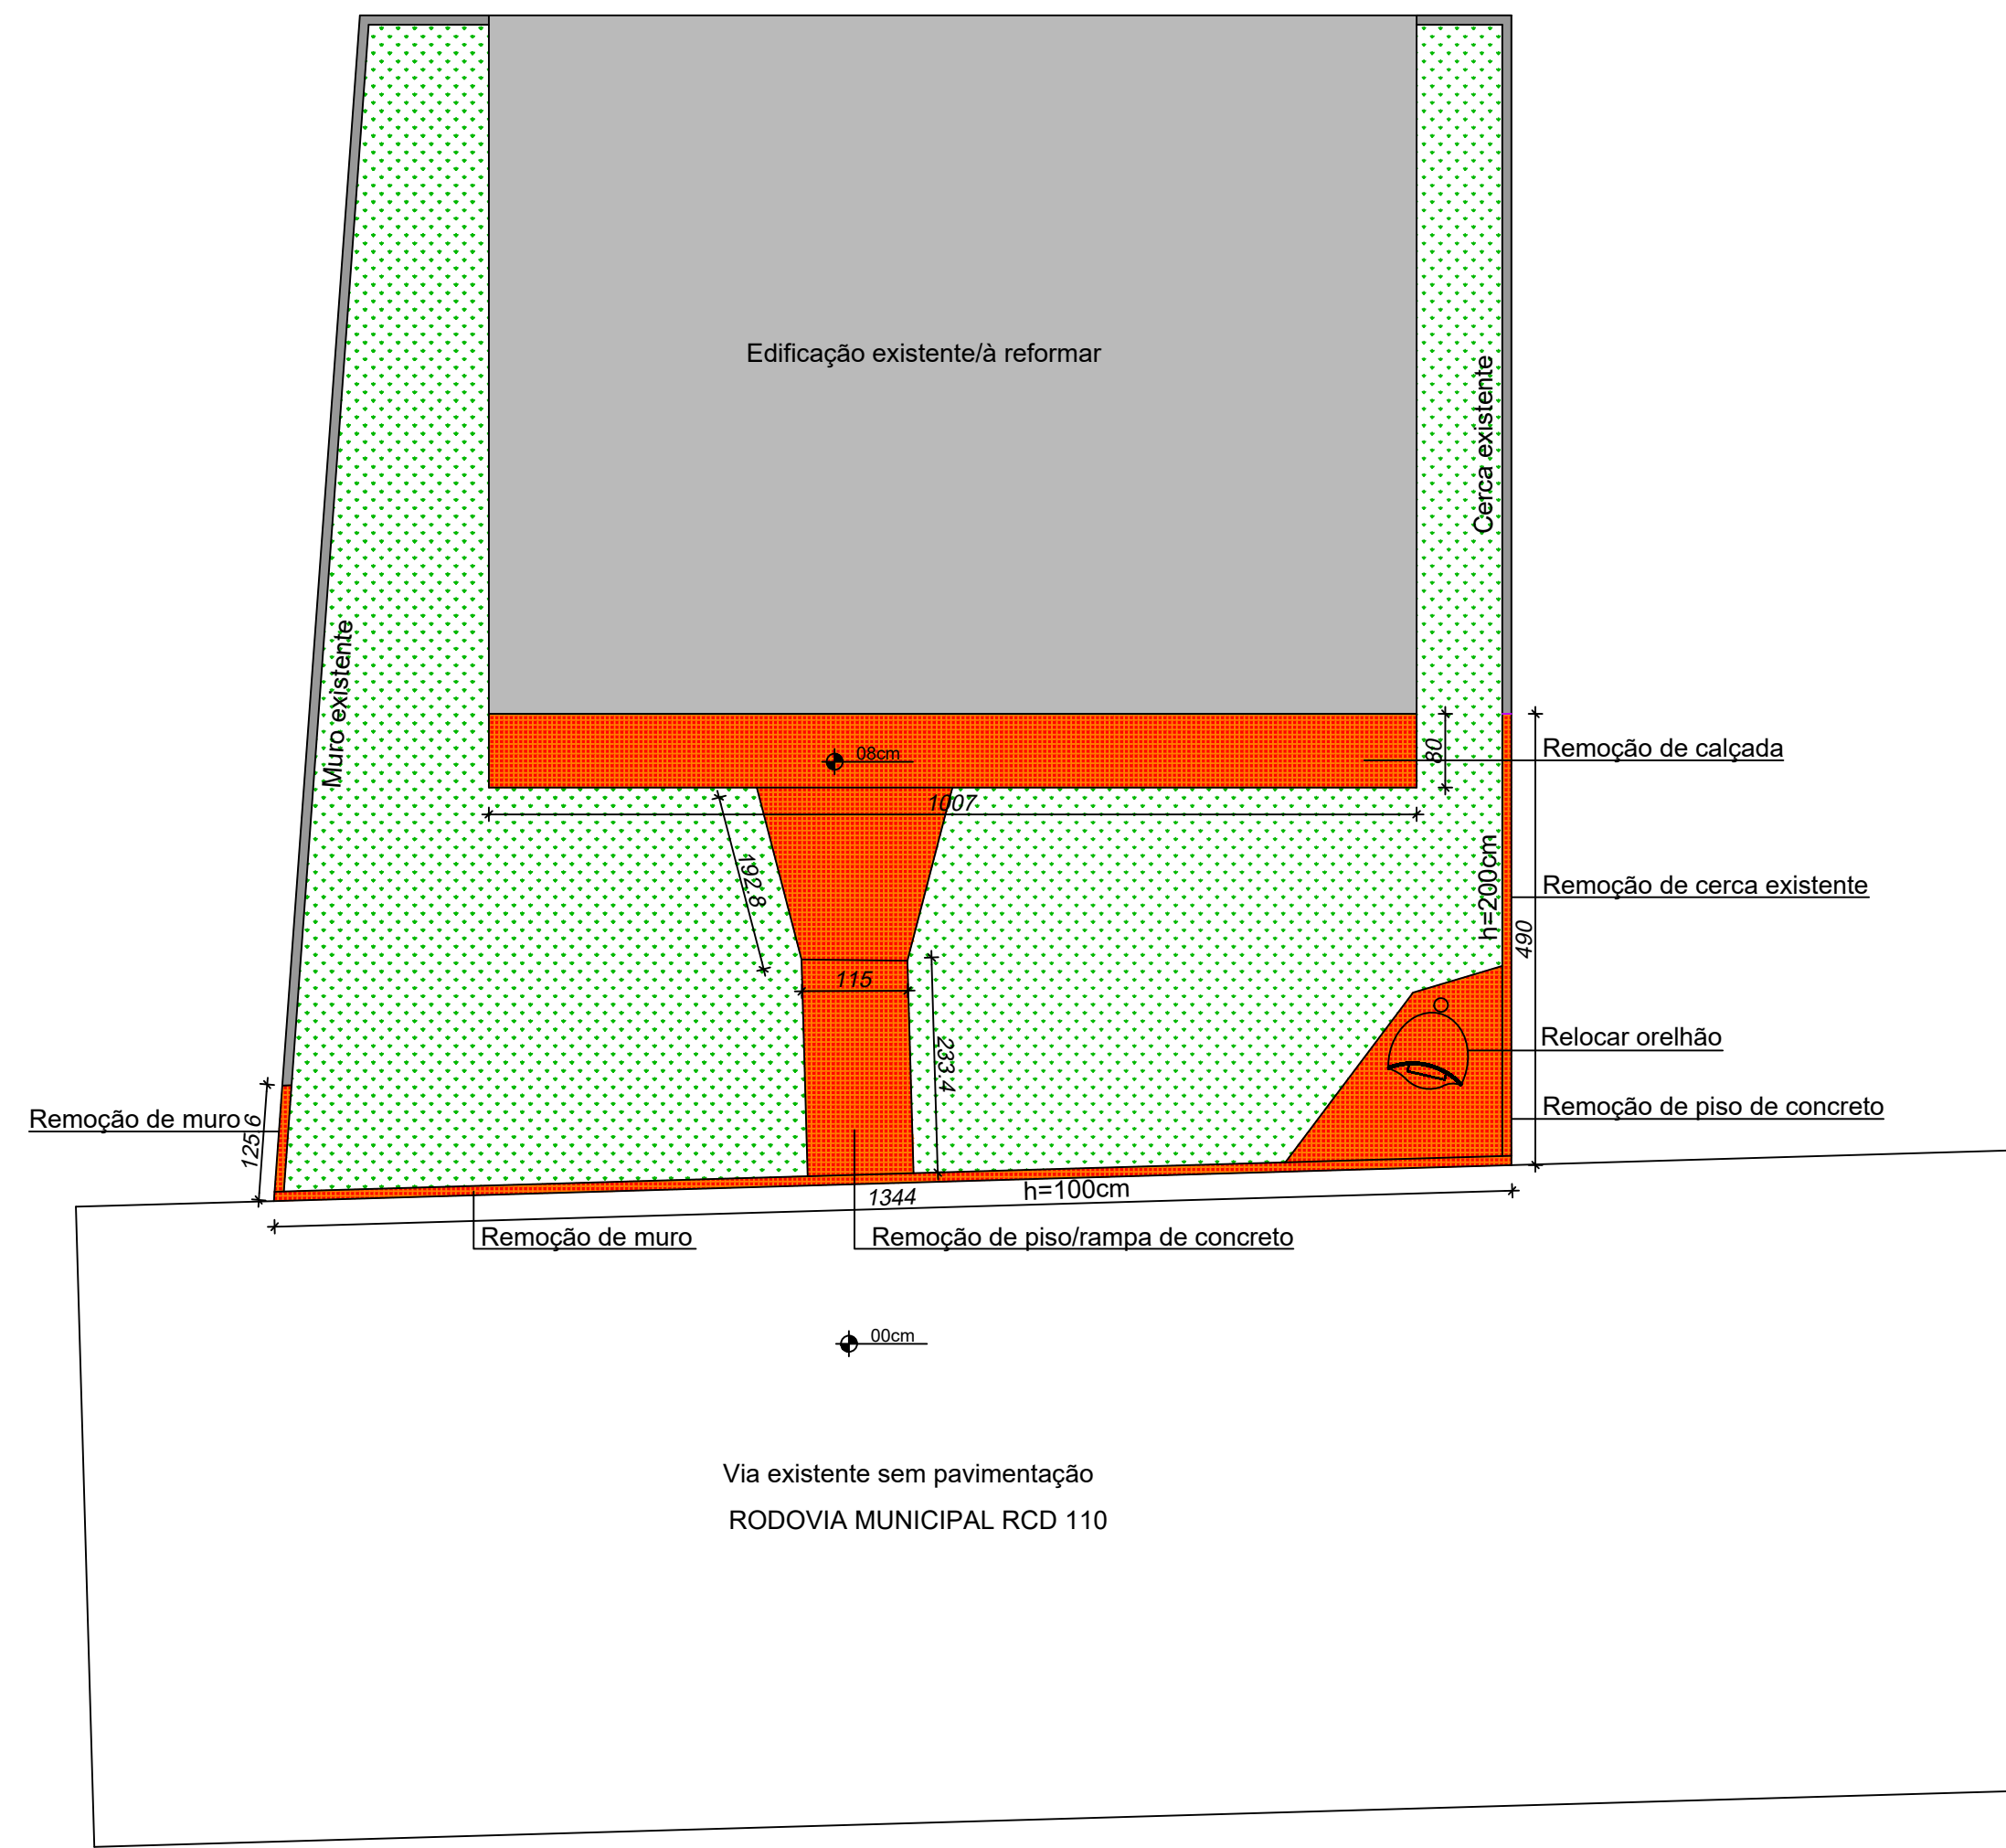 Edificação existente/à reformar
Cerca existente
Muro existente
08cm
80
Remoção de calçada
1007
192.8
h=200cm
Remoção de cerca existente
490
115
233.4
Relocar orelhão
Remoção de muro
125.6
Remoção de piso de concreto
1344
h=100cm
Remoção de muro
Remoção de piso/rampa de concreto
00cm
Via existente sem pavimentação
RODOVIA MUNICIPAL RCD 110